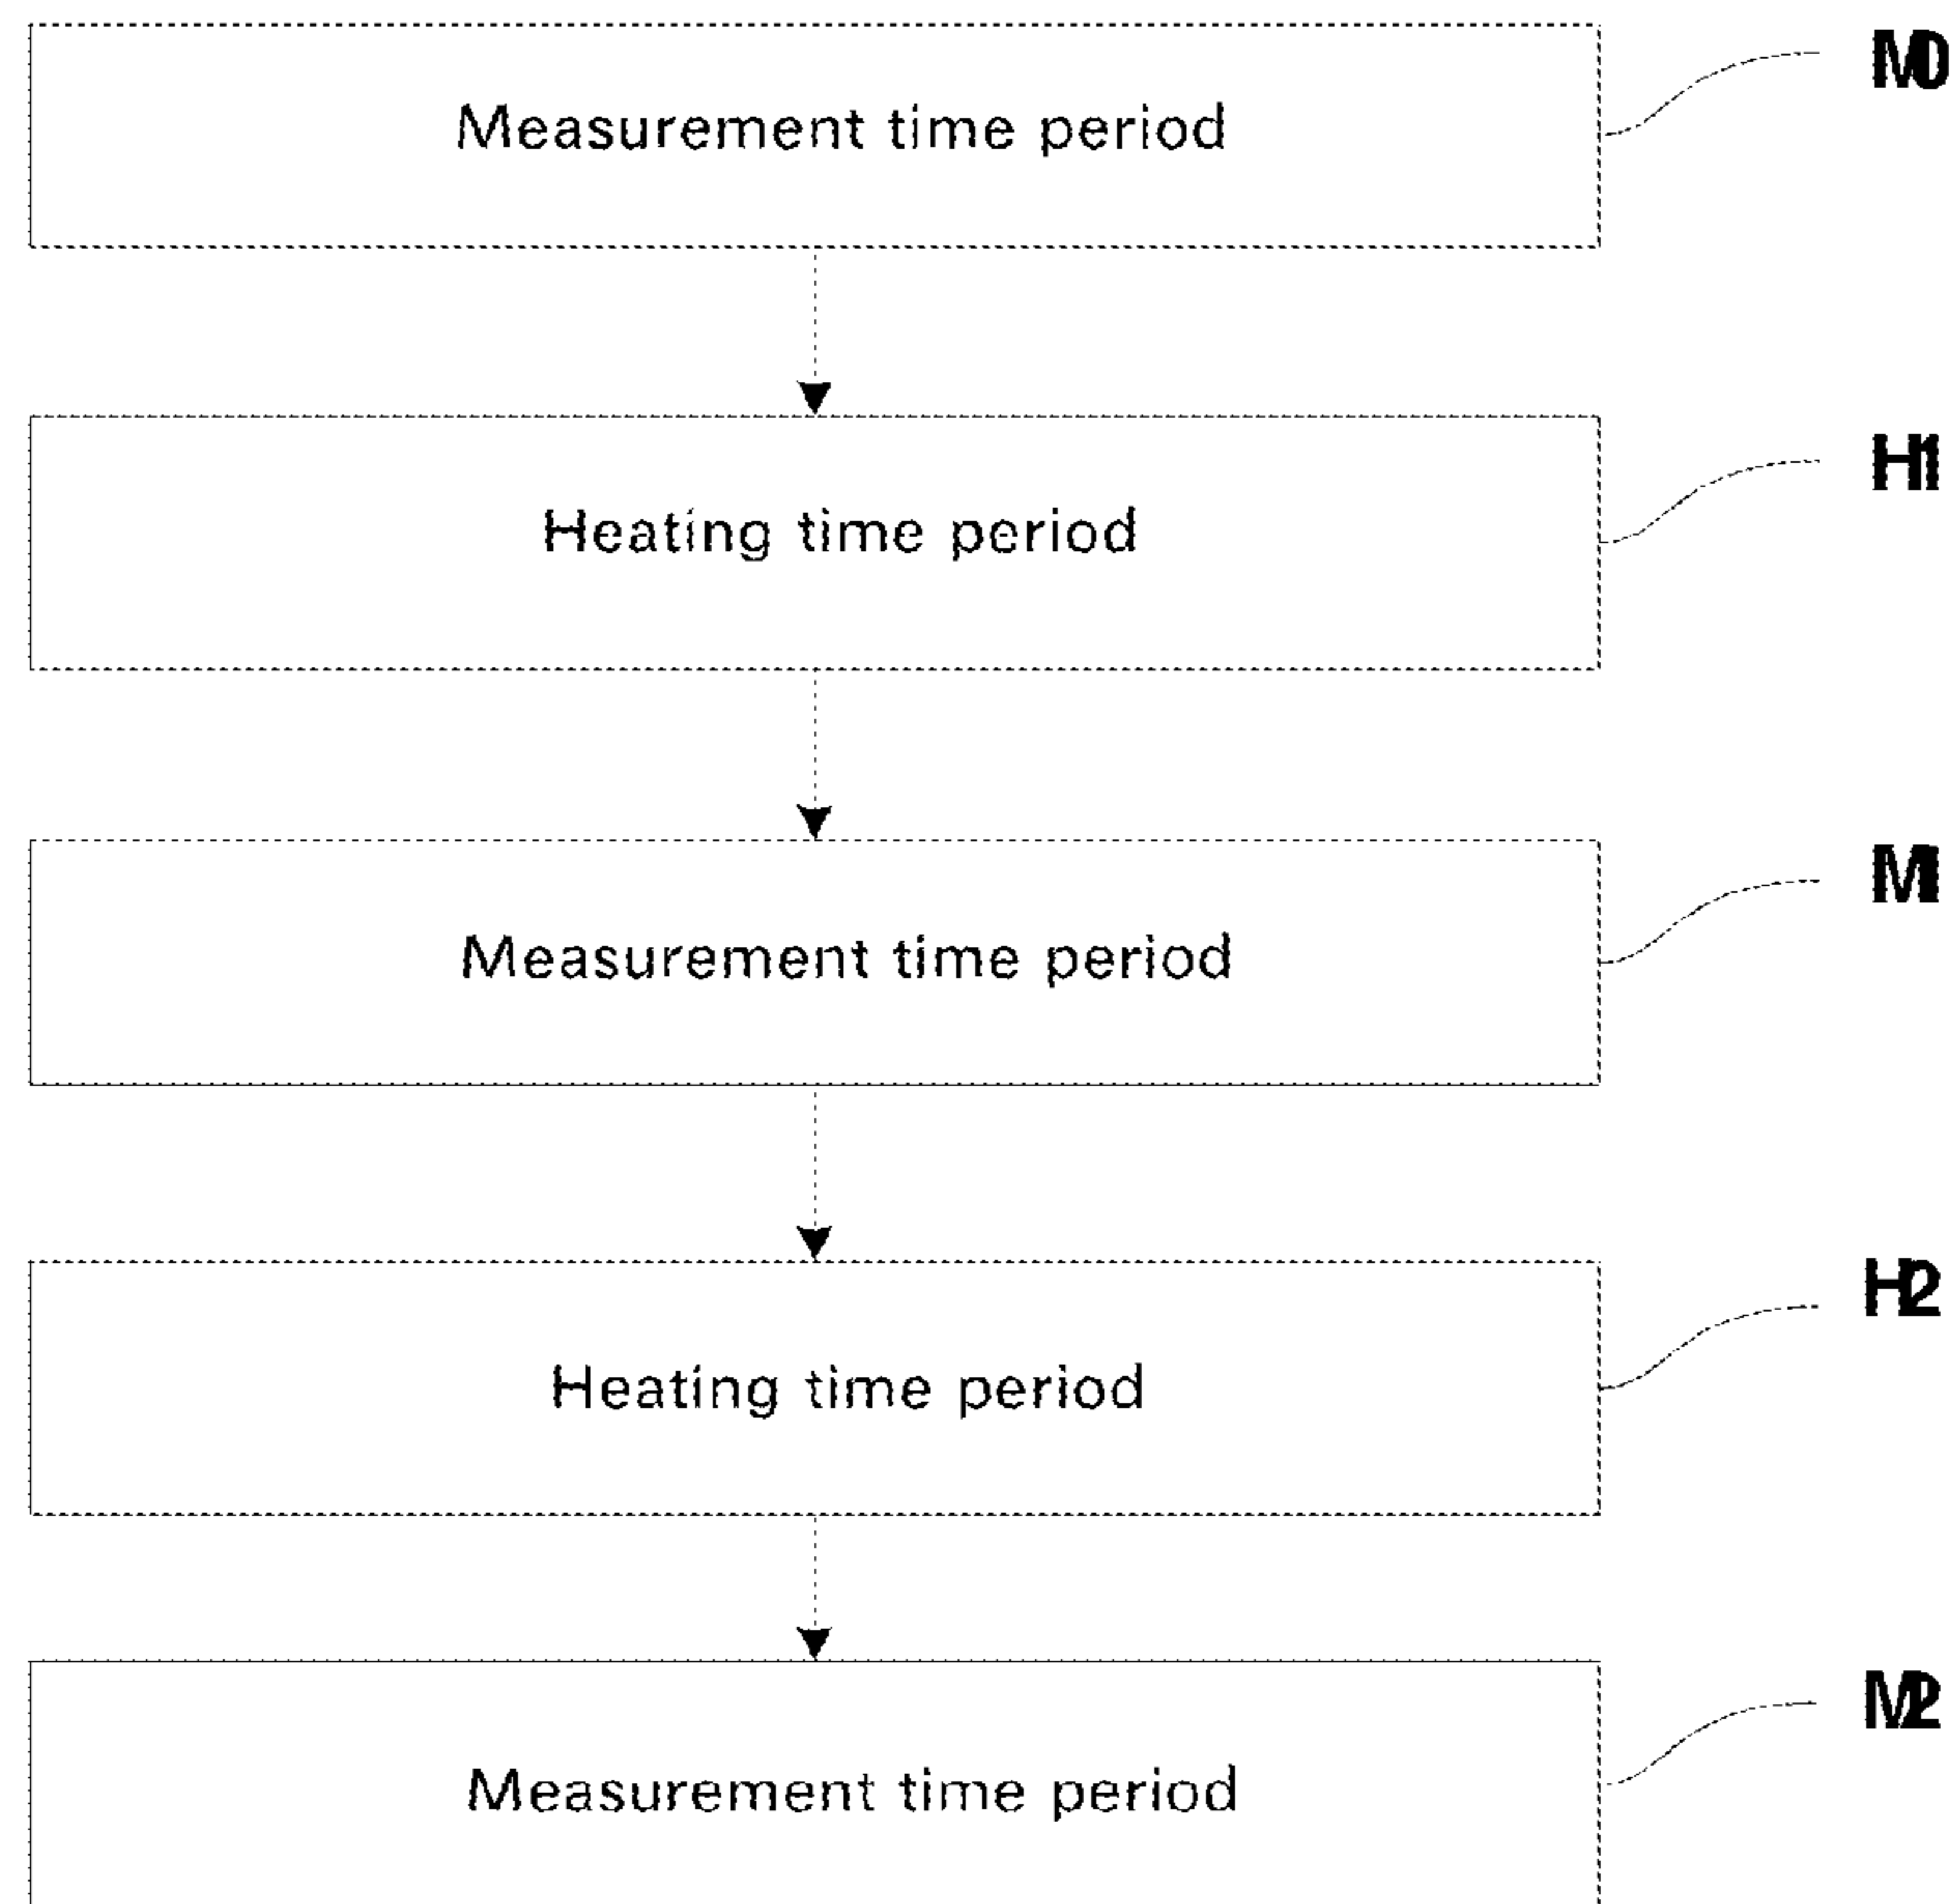 M0
Measurement time period
H1
Heating time period
M1
Measurement time period
H2
Heating time period
M2
Measurement time period